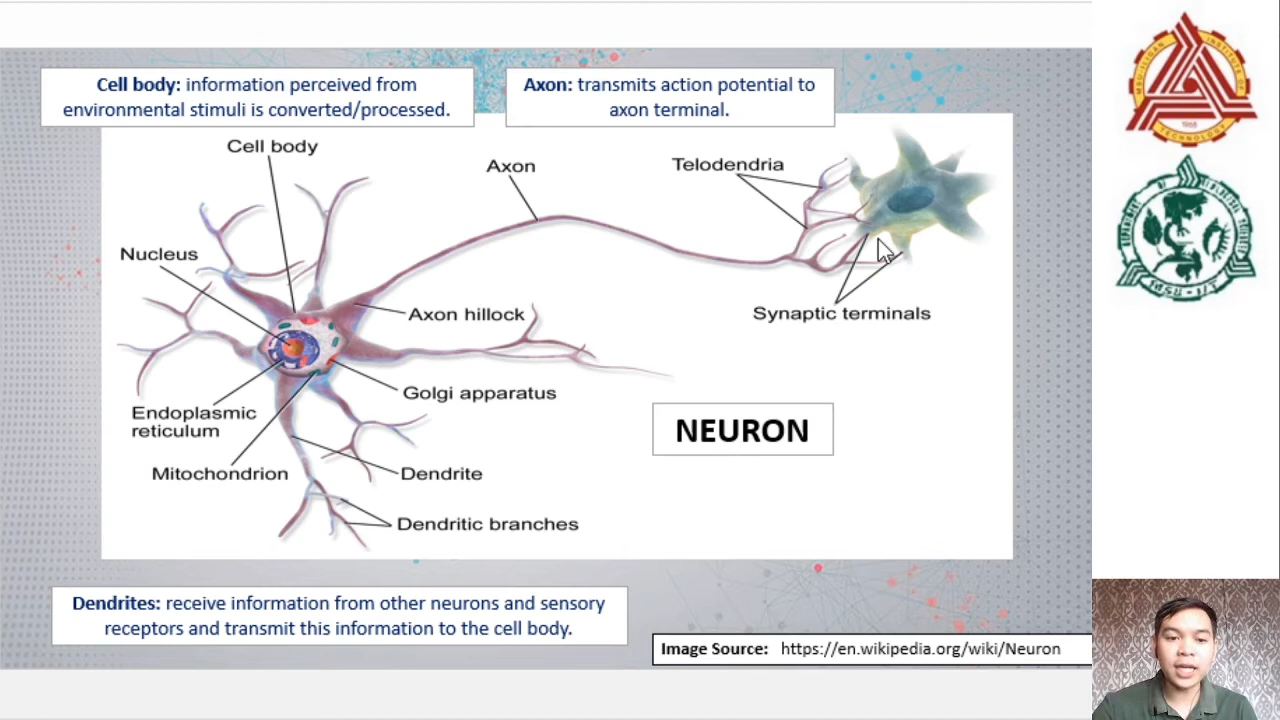 Cell body: information perceived from
environmental stimuli is converted/processed.
Axon: transmits action potential to
axon terminal.
Cell body
Axon
Telodendria
Nucleus
Axon hillock
Synaptic terminals
Golgi apparatus
Endoplasmic
reticulum
NEURON
Mitochondrion
Dendrite
Dendritic branches
Dendrites: receive information from other neurons and sensory
receptors and transmit this information to the cell body.
Image Source: https://en.wikipedia.org/wiki/Neuron
1968
TECHNOLOGY